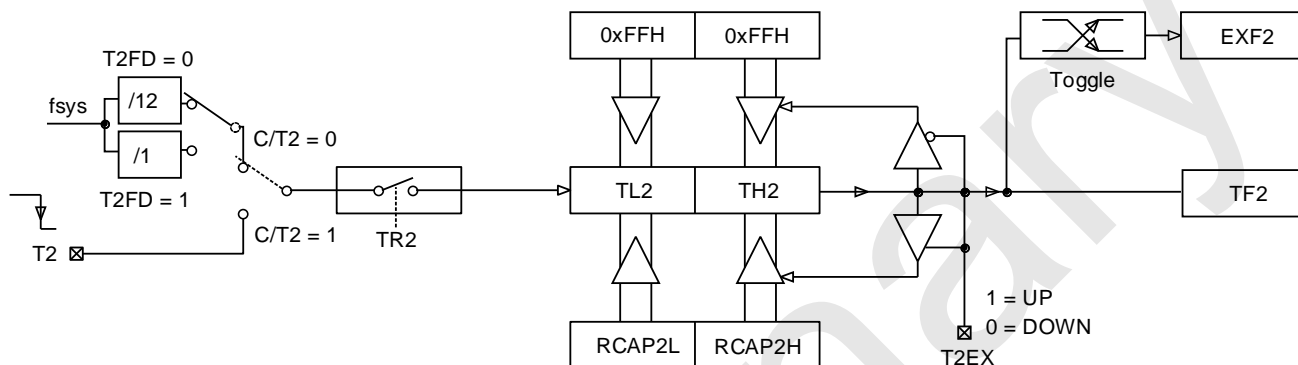 0xFFH 0xFFH EXF2
T2FD = 0
Toggle
fsys /12
C/T2 = 0
/1
T2FD = 1 TL2 TH2 TF2
C/T2 = 1
TR2
T2
1 = UP
0 = DOWN
RCAP2L RCAP2H
T2EX